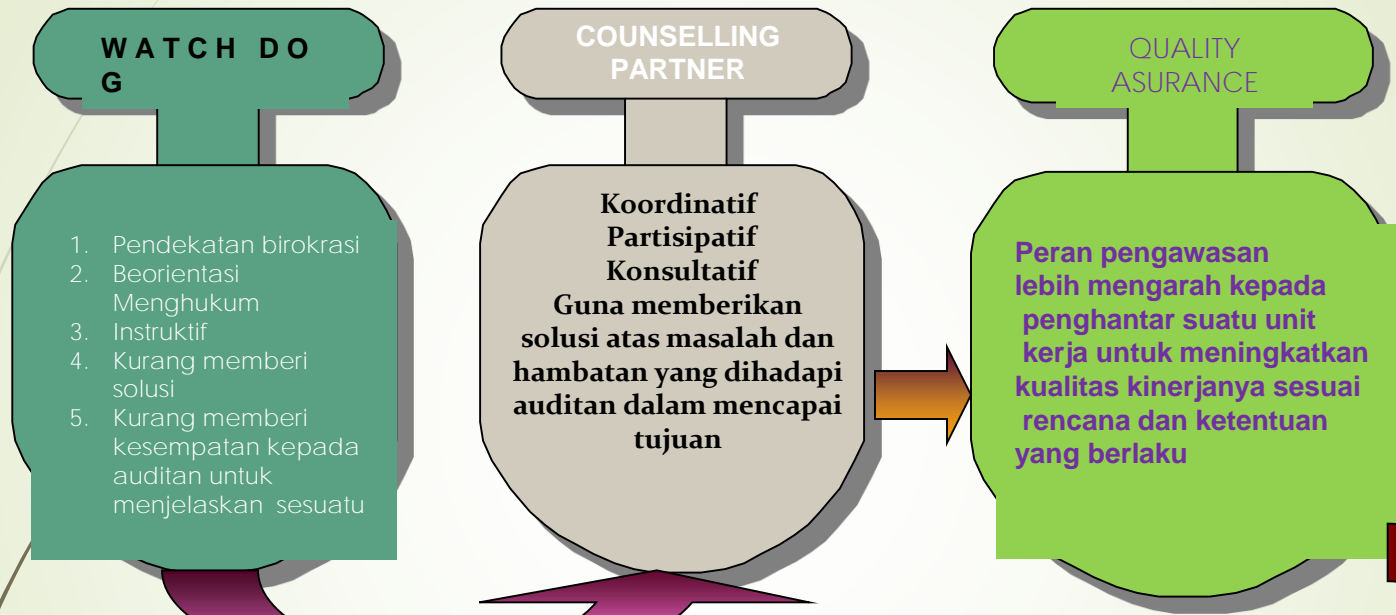 WATCH DO
G
1. Pendekatan birokrasi
2. Beorientasi
Menghukum
3. Instruktif
4. Kurang memberi
solusi
5. Kurang memberi
kesempatan kepada
auditan untuk
menjelaskan sesuatu
COUNSELLING
PARTNER
Koordinatif
Partisipatif
Konsultatif
Guna memberikan
solusi atas masalah dan
hambatan yang dihadapi
auditan dalam mencapai
tujuan
QUALITY
ASURANCE
Peran pengawasan
lebih mengarah kepada
penghantar suatu unit
kerja untuk meningkatkan
kualitas kinerjanya sesuai
rencana dan ketentuan
yang berlaku